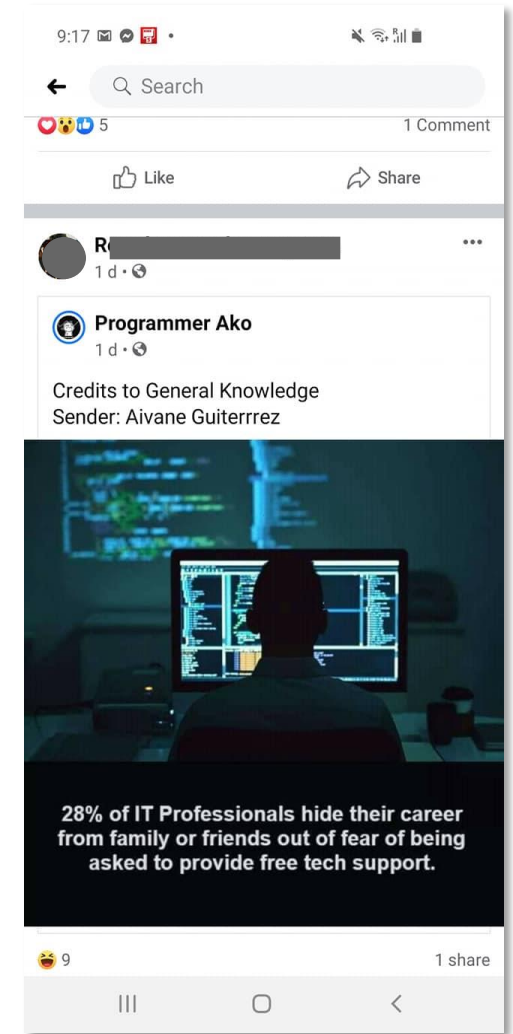 9:17
Search
5 1 Comment
Like Share
1 d
Programmer Ako
1 d
Credits to General Knowledge
Sender: Aivane Guiterrrez
28% of IT Professionals hide their career
from family or friends out of fear of being
asked to provide free tech support.
9 1 share